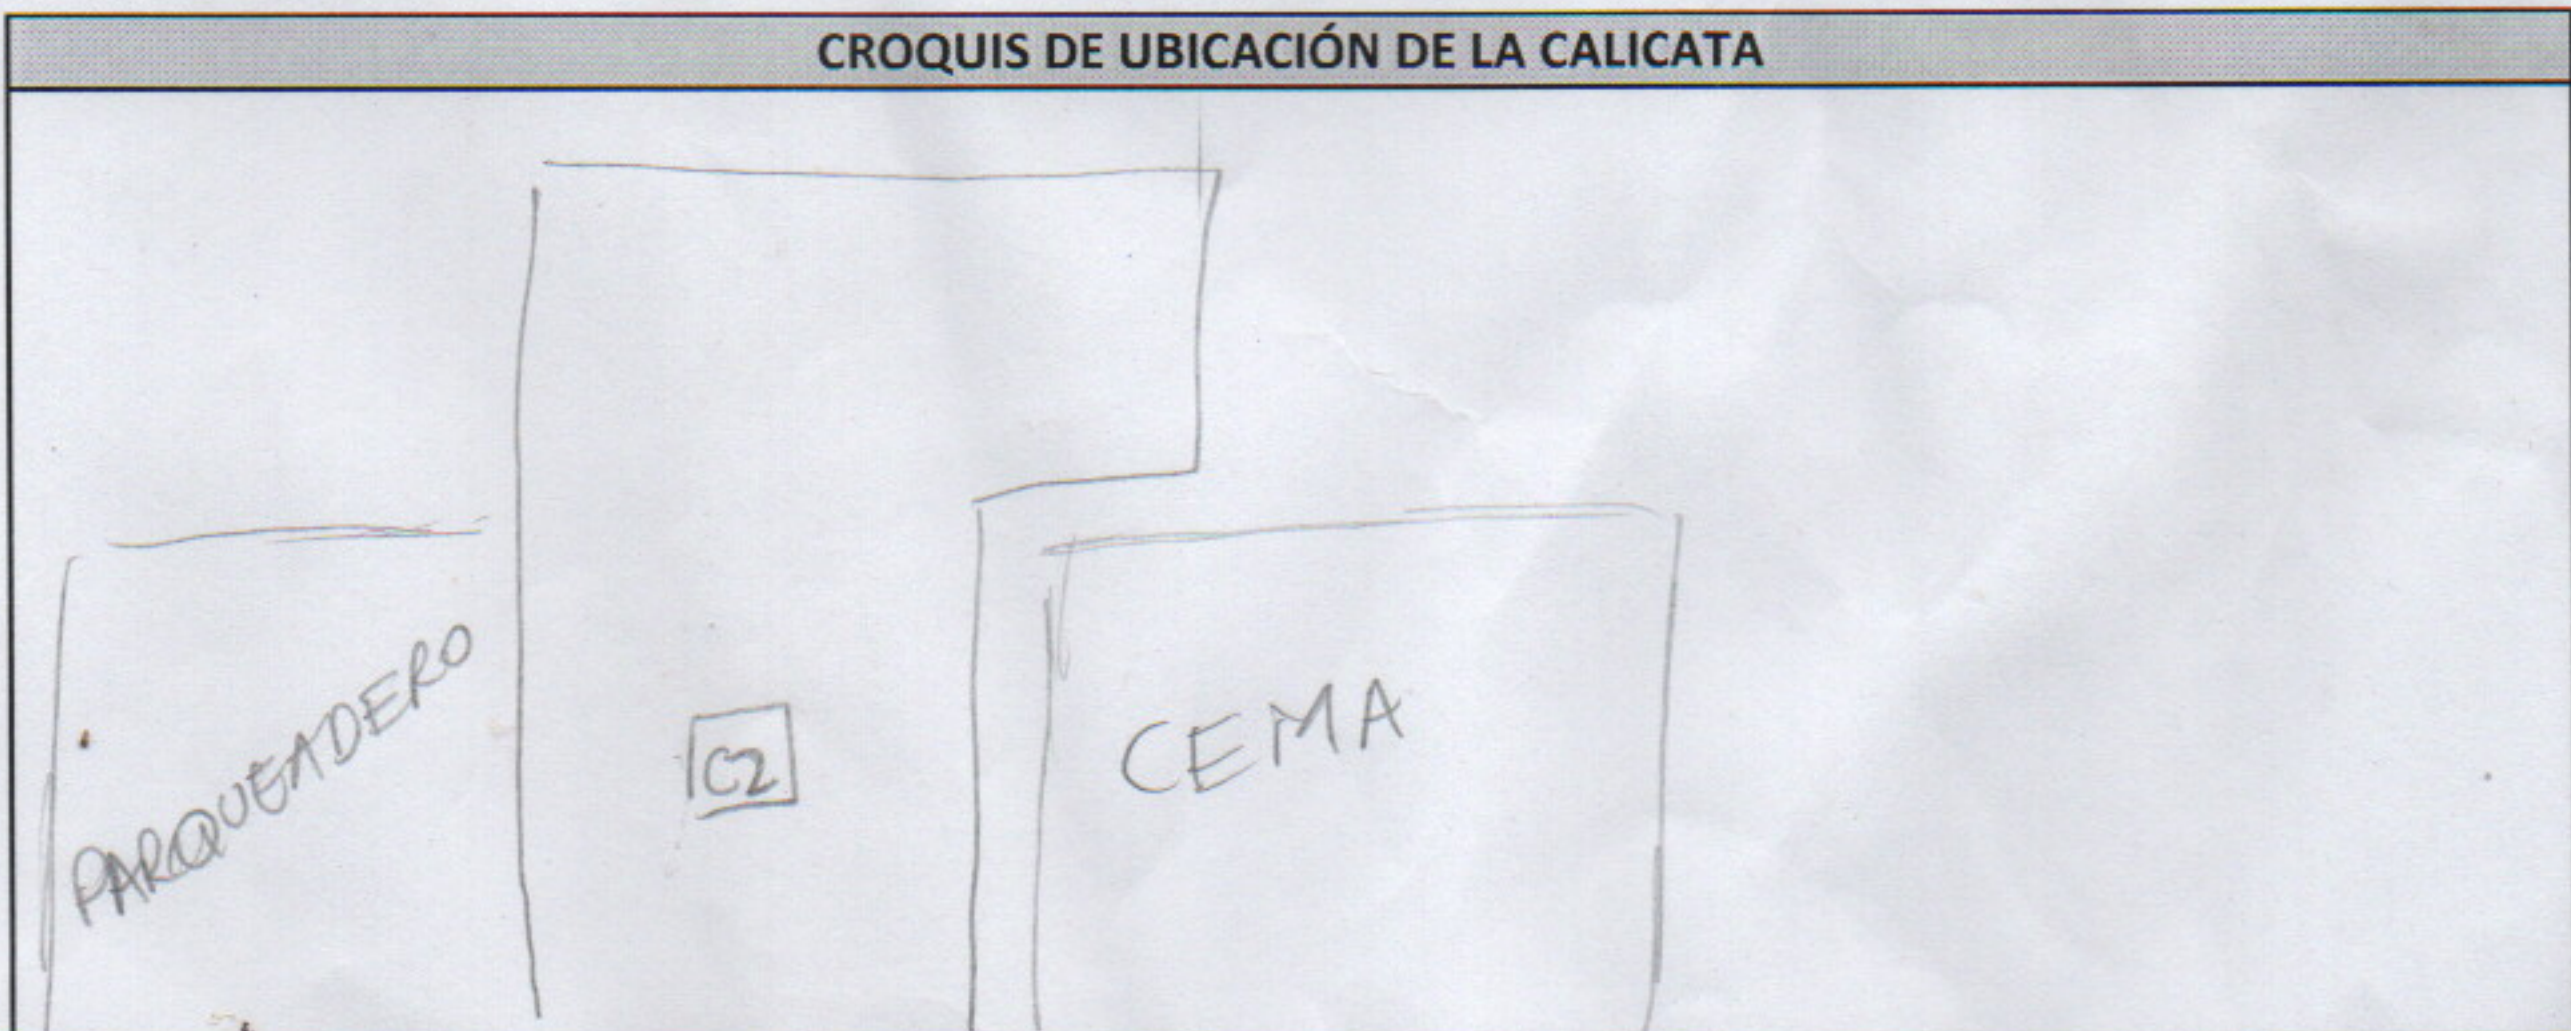 CROQUIS DE UBICACIÓN DE LA CALICATA
PARQUEADERO
C2
CEMA